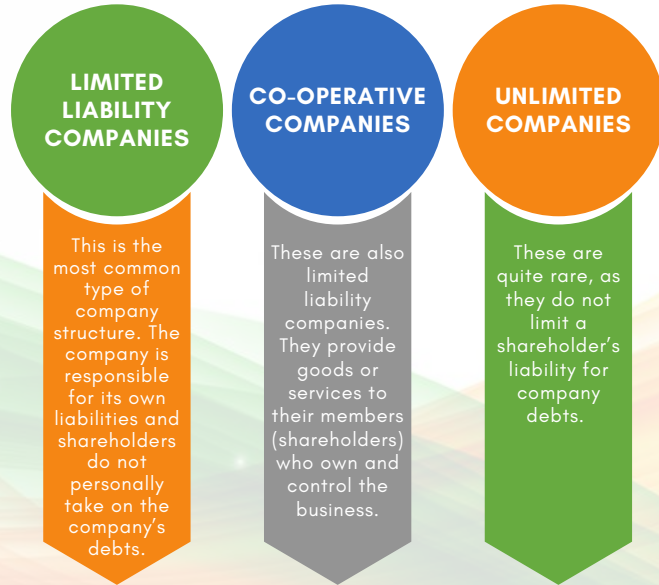 LIMITED
LIABILITY
COMPANIES
This is the
most common
type of
company
structure. The
company is
responsible
for its own
liabilities and
shareholders
do not
personally
take on the
company's
debts.
CO-OPERATIVE
COMPANIES
These are also
limited
liability
companies.
They provide
goods or
services to
their members
(shareholders)
who own and
control the
business.
UNLIMITED
COMPANIES
These are
quite rare, as
they do not
limit a
shareholder's
liability for
company
debts.